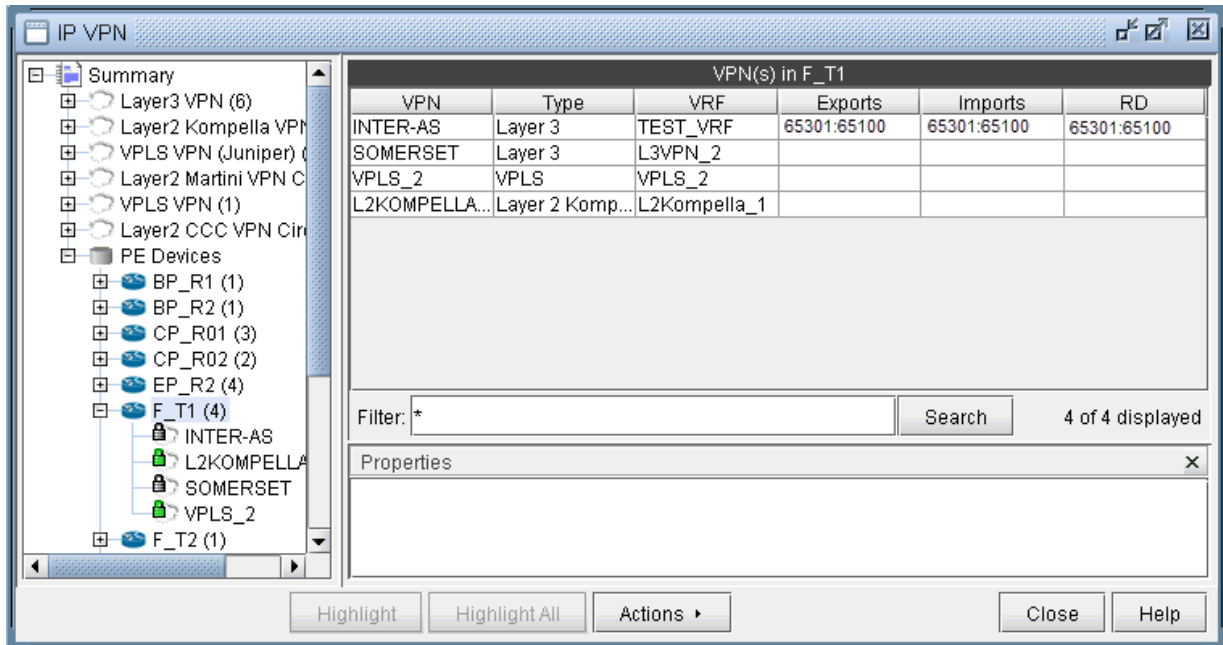 IP VPN
Summary
Layer3 VPN (6)
Layer2 Kompella VPN
VPLS VPN (Juniper) (
Layer2 Martini VPN C
VPLS VPN (1)
Layer2 CCC VPN Cir
PE Devices
BP_R1 (1)
BP_R2 (1)
CP_R01 (3)
CP_R02 (2)
EP_R2 (4)
F_T1 (4)
INTER-AS
L2KOMPELLA
SOMERSET
VPLS_2
F_T2 (1)
VPN(s) in F_T1
VPN Type VRF Exports Imports RD
INTER-AS Layer 3 TEST_VRF 65301:65100 65301:65100 65301:65100
SOMERSET Layer 3 L3VPN_2
VPLS_2 VPLS VPLS_2
L2KOMPELLA... Layer 2 Komp... L2Kompella_1
Filter: * Search 4 of 4 displayed
Properties
Highlight Highlight All Actions Close Help